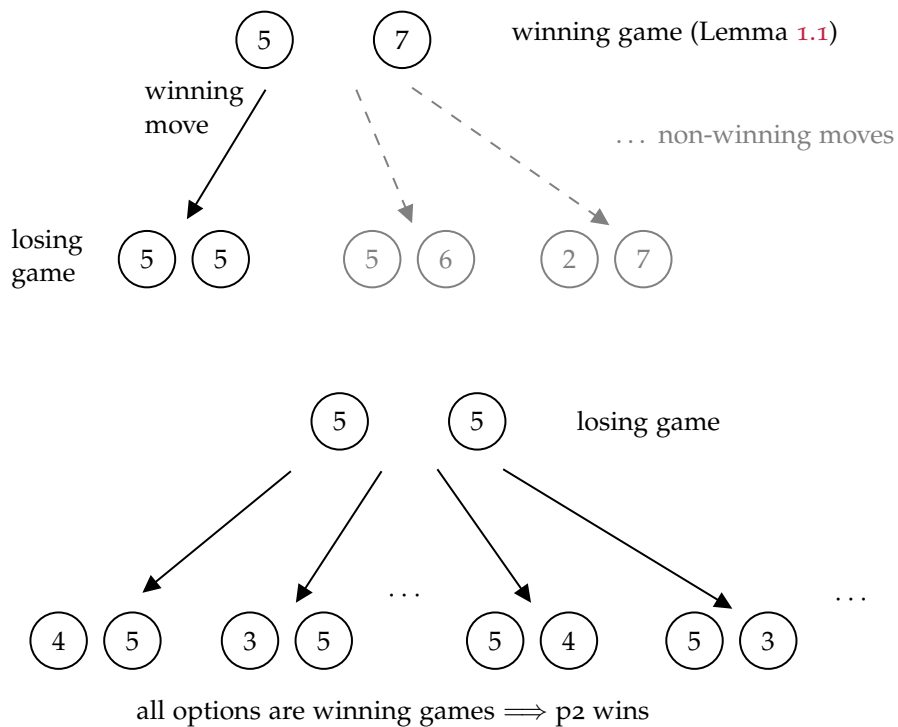 5 7 winning game (Lemma 1.1)
winning
move
... non-winning moves
losing
game
5 5 5 6 2 7
5 5 losing game
... ...
4 5 3 5 5 4 5 3
all options are winning games ⟹ p2 wins